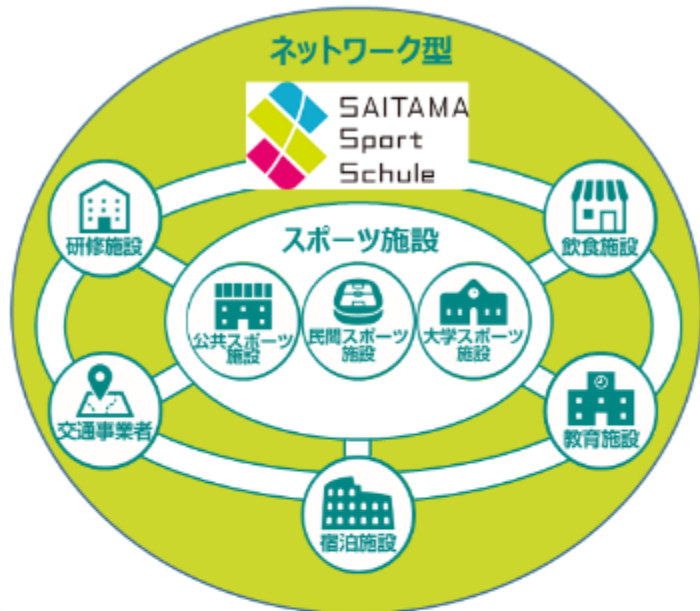 ネットワーク型
SAITAMA
Sport
Schule
研修施設
飲食施設
スポーツ施設
公共スポーツ
施設
民間スポーツ
施設
大学スポーツ
施設
交通事業者
教育施設
宿泊施設